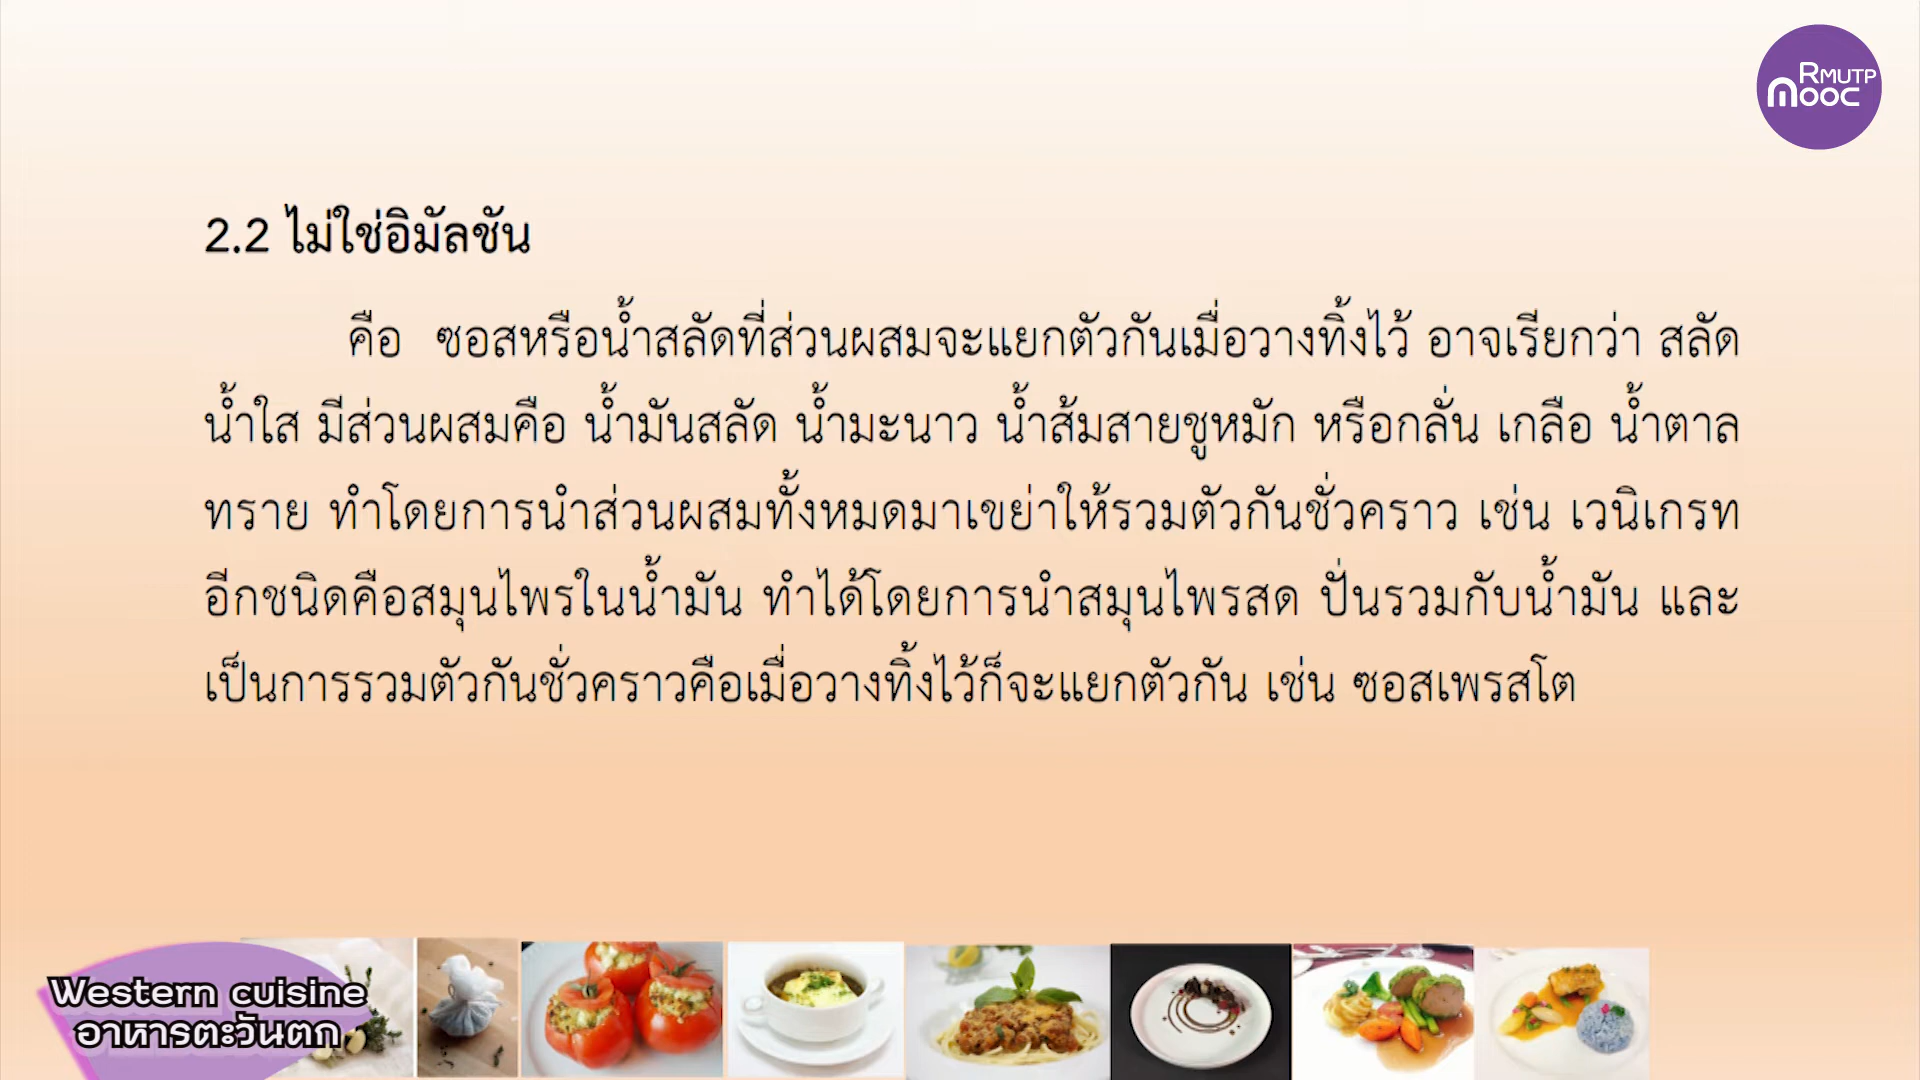 RMUTP
mooc
2.2 ไม่ใช่อิมัลชัน
คือ ซอสหรือน้ำสลัดที่ส่วนผสมจะแยกตัวกันเมื่อวางทิ้งไว้ อาจเรียกว่า สลัด
น้ำใส มีส่วนผสมคือ น้ำมันสลัด น้ำมะนาว น้ำส้มสายชูหมัก หรือกลั่น เกลือ น้ำตาล
ทราย ทำโดยการนำส่วนผสมทั้งหมดมาเขย่าให้รวมตัวกันชั่วคราว เช่น เวนิเกรท
อีกชนิดคือสมุนไพรในน้ำมัน ทำได้โดยการนำสมุนไพรสด ปั่นรวมกับน้ำมัน และ
เป็นการรวมตัวกันชั่วคราวคือเมื่อวางทิ้งไว้ก็จะแยกตัวกัน เช่น ซอสเพรสโต
Western cuisine
อาหารตะวันตก